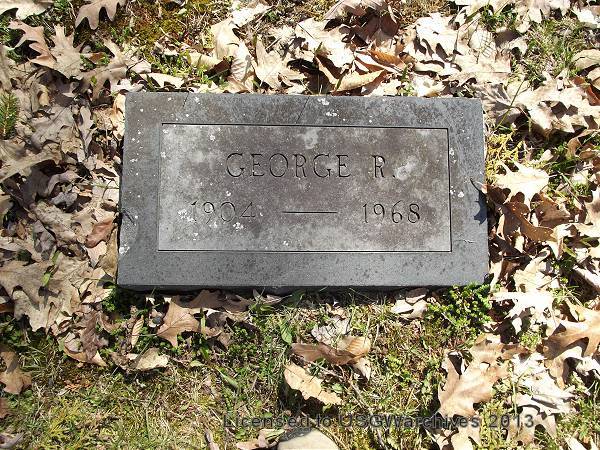 GEORGE R.
1904 — 1968
Licensed to USGWarchives 2013